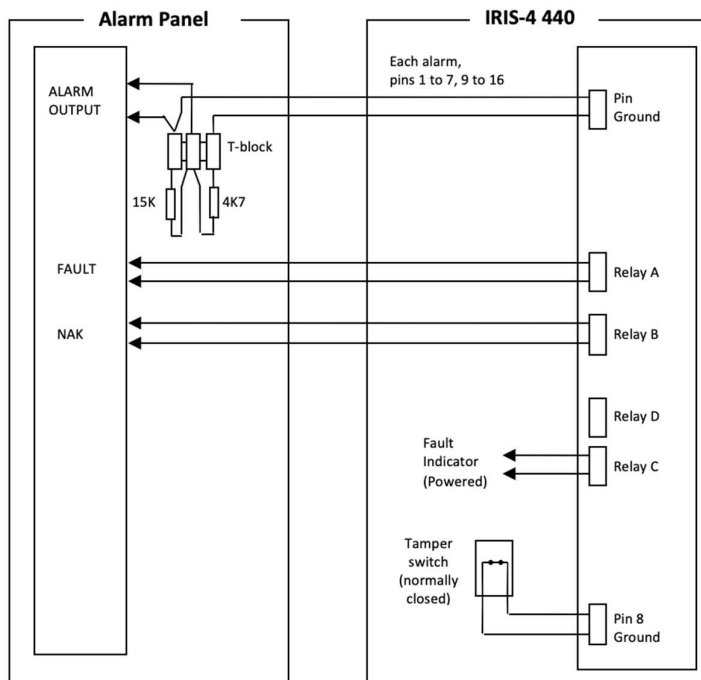 Alarm Panel
IRIS-4 440
Each alarm,
pins 1 to 7, 9 to 16
ALARM
OUTPUT
Pin
Ground
T-block
15K
4K7
FAULT
Relay A
NAK
Relay B
Relay D
Fault
Indicator
(Powered)
Relay C
Tamper
switch
(normally
closed)
Pin 8
Ground